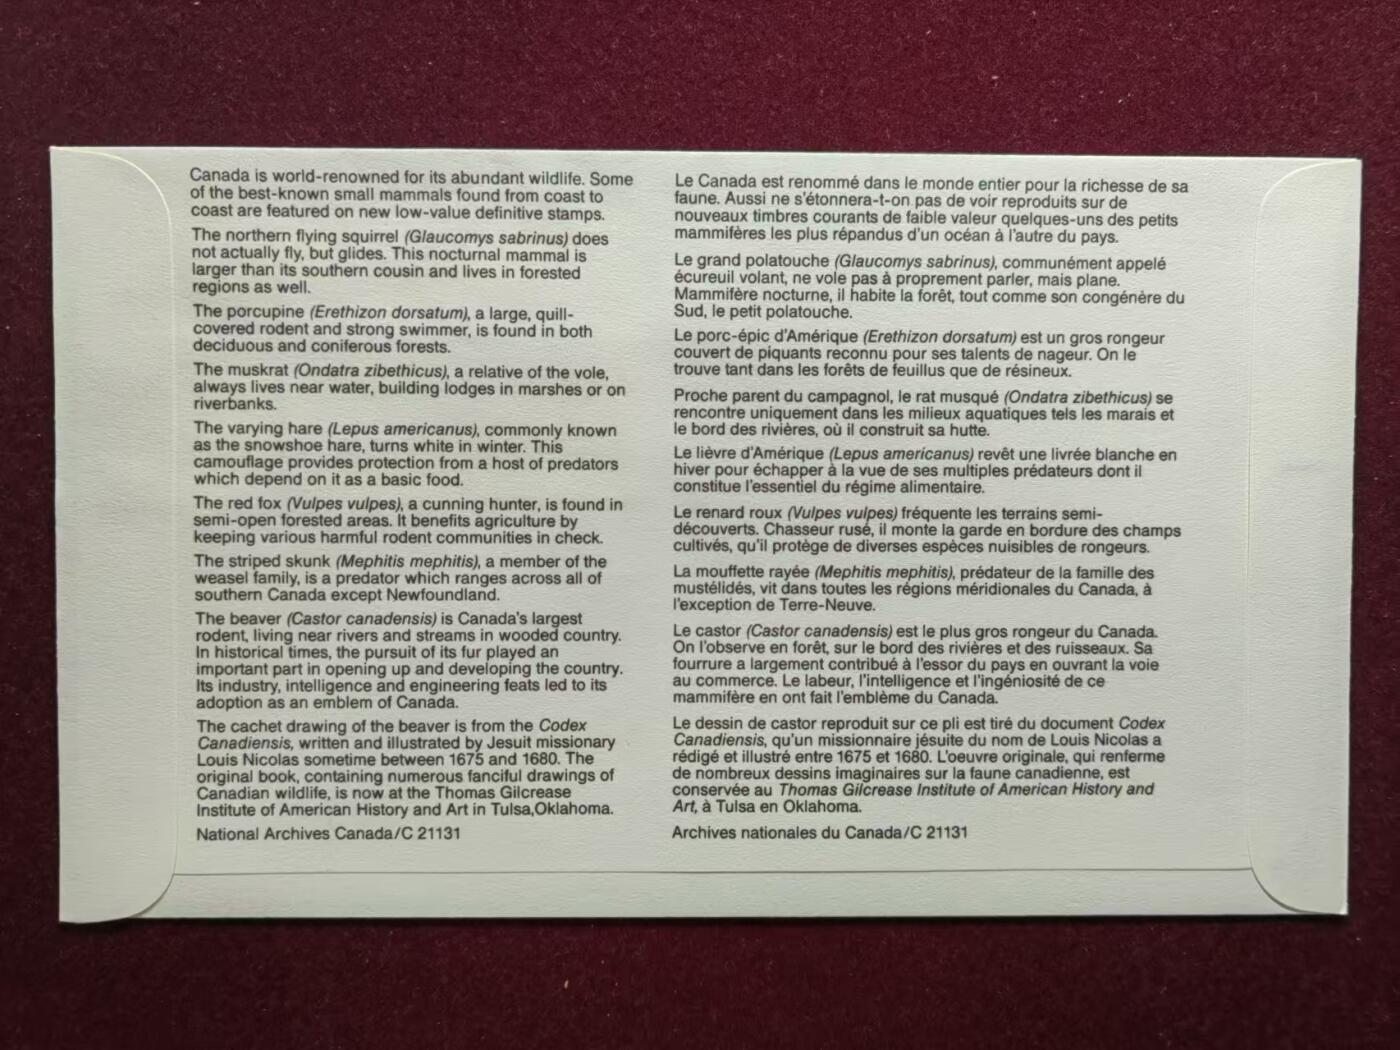 Canada is world-renowned for its abundant wildlife. Some
of the best-known small mammals found from coast to
coast are featured on new low-value definitive stamps.
The northern flying squirrel (Glaucomys sabrinus) does
not actually fly, but glides. This nocturnal mammal is
larger than its southern cousin and lives in forested
regions as well.
The porcupine (Erethizon dorsatum), a large, quill-
covered rodent and strong swimmer, is found in both
deciduous and coniferous forests.
The muskrat (Ondatra zibethicus), a relative of the vole,
always lives near water, building lodges in marshes or on
riverbanks.
The varying hare (Lepus americanus), commonly known
as the snowshoe hare, turns white in winter. This
camouflage provides protection from a host of predators
which depend on it as a basic food.
The red fox (Vulpes vulpes), a cunning hunter, is found in
semi-open forested areas. It benefits agriculture by
keeping various harmful rodent communities in check.
The striped skunk (Mephitis mephitis), a member of the
weasel family, is a predator which ranges across all of
southern Canada except Newfoundland.
The beaver (Castor canadensis) is Canada's largest
rodent, living near rivers and streams in wooded country.
In historical times, the pursuit of its fur played an
important part in opening up and developing the country.
Its industry, intelligence and engineering feats led to its
adoption as an emblem of Canada.
The cachet drawing of the beaver is from the Codex
Canadiensis, written and illustrated by Jesuit missionary
Louis Nicolas sometime between 1675 and 1680. The
original book, containing numerous fanciful drawings of
Canadian wildlife, is now at the Thomas Gilcrease
Institute of American History and Art in Tulsa,Oklahoma.
National Archives Canada/C 21131
Le Canada est renommé dans le monde entier pour la richesse de sa
faune. Aussi ne s'étonnera-t-on pas de voir reproduits sur de
nouveaux timbres courants de faible valeur quelques-uns des petits
mammifères les plus répandus d'un océan à l'autre du pays.
Le grand polatouche (Glaucomys sabrinus), communément appelé
écureuil volant, ne vole pas à proprement parler, mais plane.
Mammifère nocturne, il habite la forêt, tout comme son congénère du
Sud, le petit polatouche.
Le porc-épic d'Amérique (Erethizon dorsatum) est un gros rongeur
couvert de piquants reconnu pour ses talents de nageur. On le
trouve tant dans les forêts de feuillus que de résineux.
Proche parent du campagnol, le rat musqué (Ondatra zibethicus) se
rencontre uniquement dans les milieux aquatiques tels les marais et
le bord des rivières, où il construit sa hutte.
Le lièvre d'Amérique (Lepus americanus) revêt une livrée blanche en
hiver pour échapper à la vue de ses multiples prédateurs dont il
constitue l'essentiel du régime alimentaire.
Le renard roux (Vulpes vulpes) fréquente les terrains semi-
découverts. Chasseur rusé, il monte la garde en bordure des champs
cultivés, qu'il protège de diverses espèces nuisibles de rongeurs.
La mouffette rayée (Mephitis mephitis), prédateur de la famille des
mustélidés, vit dans toutes les régions méridionales du Canada, à
l'exception de Terre-Neuve.
Le castor (Castor canadensis) est le plus gros rongeur du Canada.
On l'observe en forêt, sur le bord des rivières et des ruisseaux. Sa
fourrure a largement contribué à l'essor du pays en ouvrant la voie
au commerce. Le labeur, l'intelligence et l'ingéniosité de ce
mammifère en ont fait l'emblème du Canada.
Le dessin de castor reproduit sur ce pli est tiré du document Codex
Canadiensis, qu'un missionnaire jésuite du nom de Louis Nicolas a
rédigé et illustré entre 1675 et 1680. L'oeuvre originale, qui renferme
de nombreux dessins imaginaires sur la faune canadienne, est
conservée au Thomas Gilcrease Institute of American History and
Art, à Tulsa en Oklahoma.
Archives nationales du Canada/C 21131